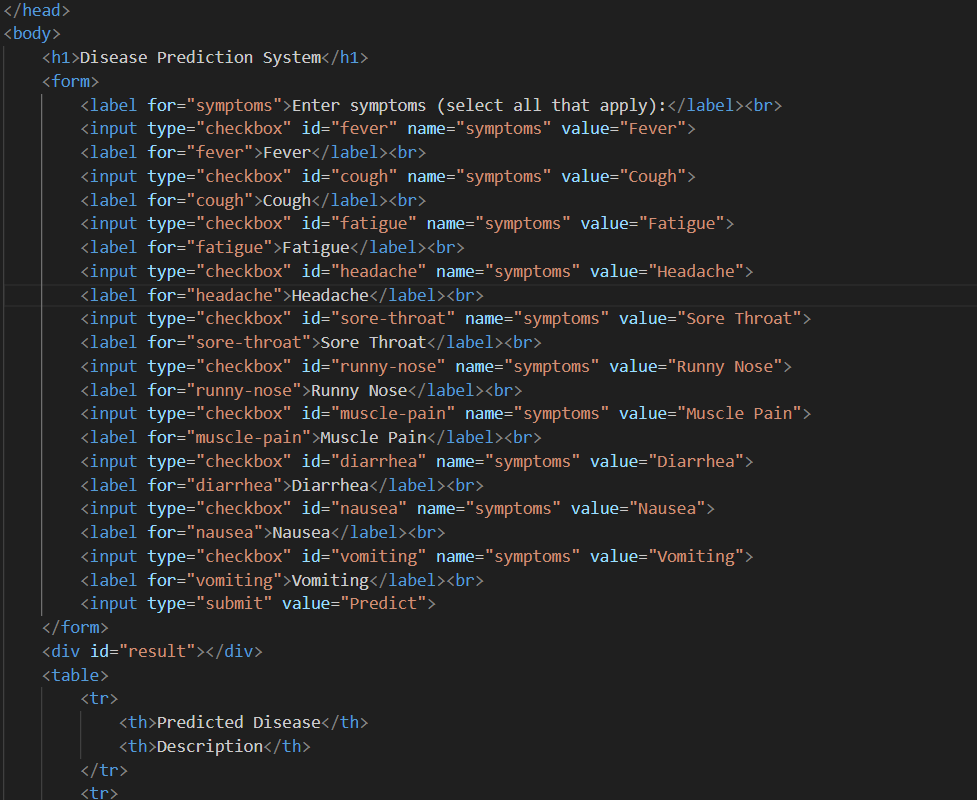 </head>
<body>
<h1>Disease Prediction System</h1>
<form>
<label for="symptoms">Enter symptoms (select all that apply):</label><br>
<input type="checkbox" id="fever" name="symptoms" value="Fever">
<label for="fever">Fever</label><br>
<input type="checkbox" id="cough" name="symptoms" value="Cough">
<label for="cough">Cough</label><br>
<input type="checkbox" id="fatigue" name="symptoms" value="Fatigue">
<label for="fatigue">Fatigue</label><br>
<input type="checkbox" id="headache" name="symptoms" value="Headache">
<label for="headache">Headache</label><br>
<input type="checkbox" id="sore-throat" name="symptoms" value="Sore Throat">
<label for="sore-throat">Sore Throat</label><br>
<input type="checkbox" id="runny-nose" name="symptoms" value="Runny Nose">
<label for="runny-nose">Runny Nose</label><br>
<input type="checkbox" id="muscle-pain" name="symptoms" value="Muscle Pain">
<label for="muscle-pain">Muscle Pain</label><br>
<input type="checkbox" id="diarrhea" name="symptoms" value="Diarrhea">
<label for="diarrhea">Diarrhea</label><br>
<input type="checkbox" id="nausea" name="symptoms" value="Nausea">
<label for="nausea">Nausea</label><br>
<input type="checkbox" id="vomiting" name="symptoms" value="Vomiting">
<label for="vomiting">Vomiting</label><br>
<input type="submit" value="Predict">
</form>
<div id="result"></div>
<table>
<tr>
<th>Predicted Disease</th>
<th>Description</th>
</tr>
<tr>